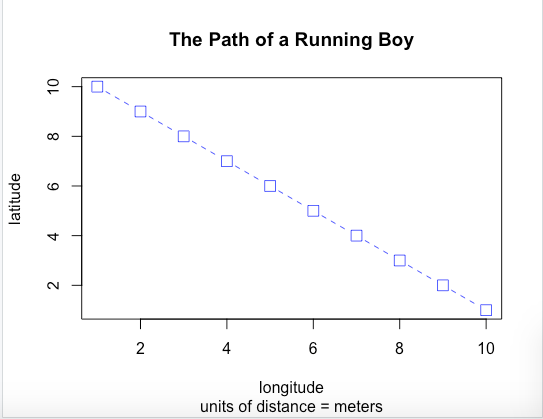 The Path of a Running Boy
latitude
10
8
6
4
2
2 4 6 8 10
longitude
units of distance = meters